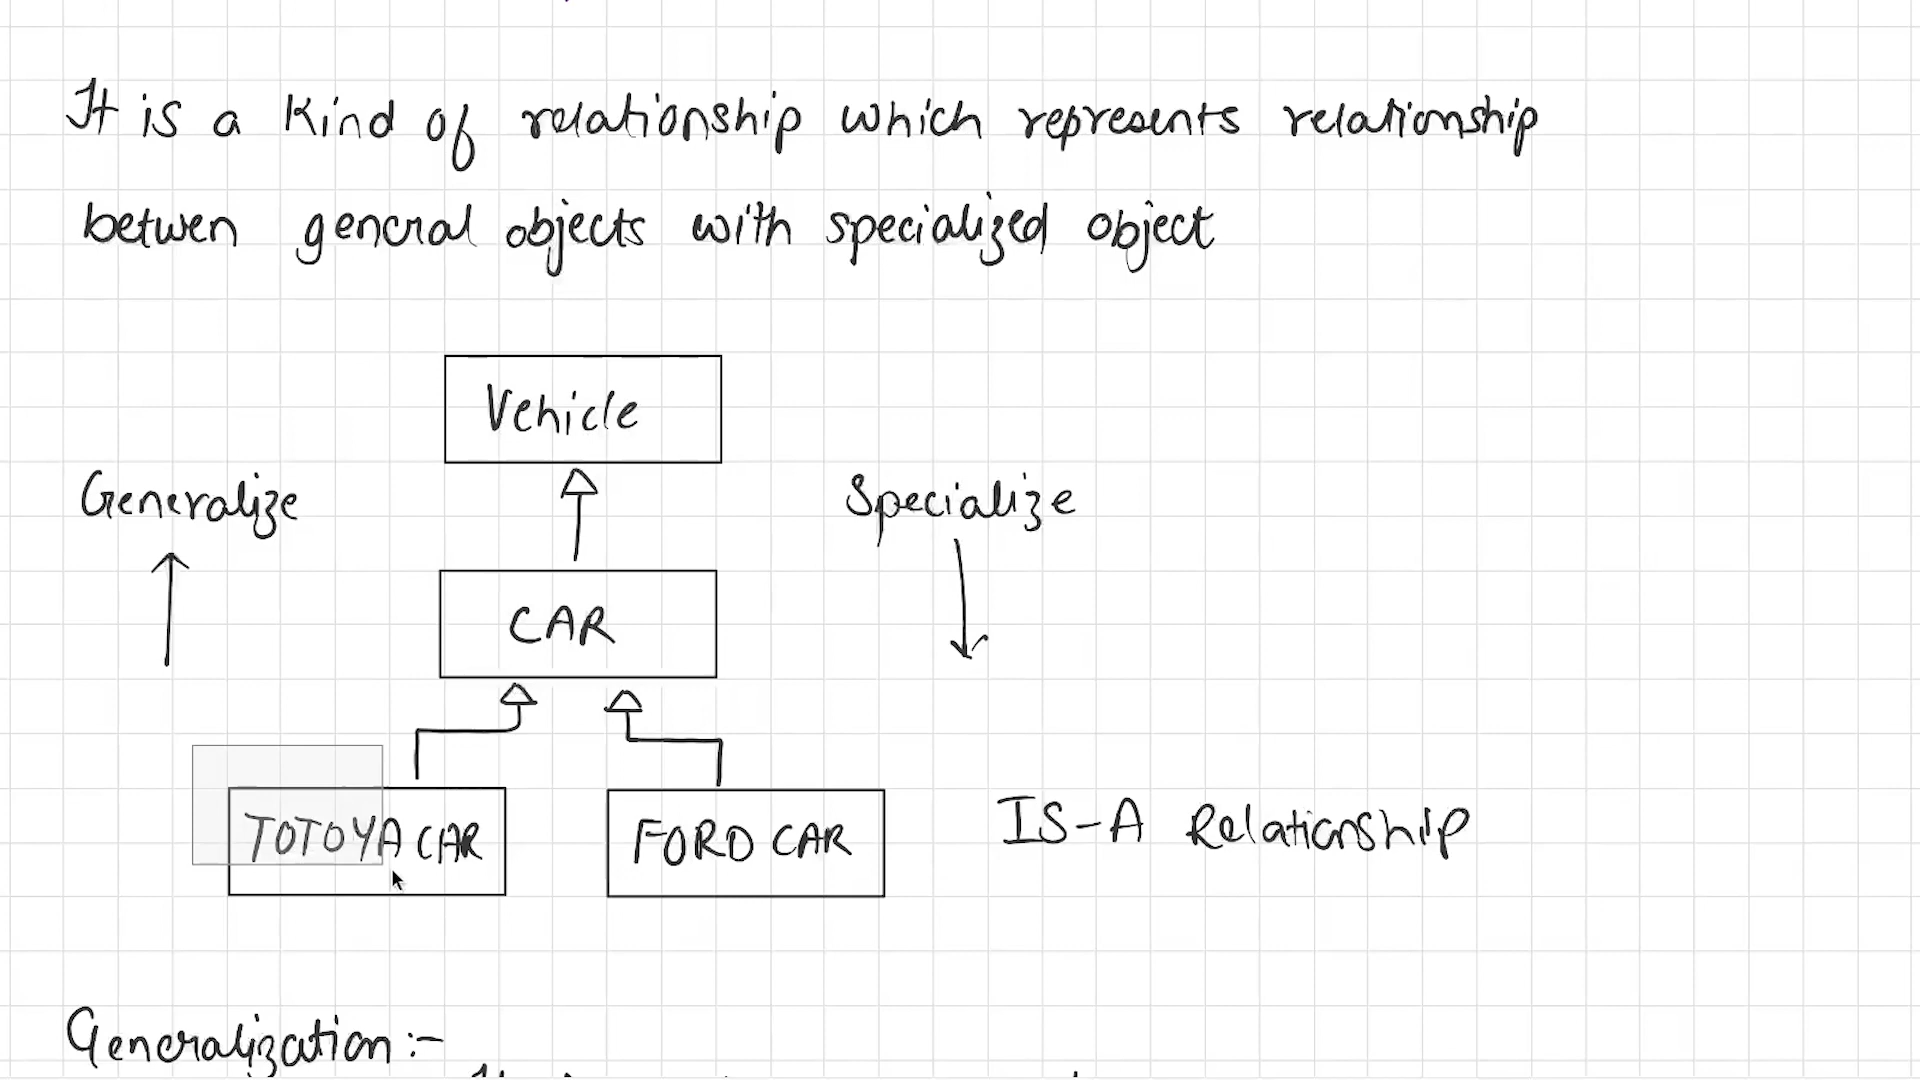 It is a kind of relationship which represents relationship
betwen general objects with specialized object
Vehicle
Generalize
Specialize
CAR
TOTOYA CAR
FORD CAR
IS-A Relationship
Generalization :-